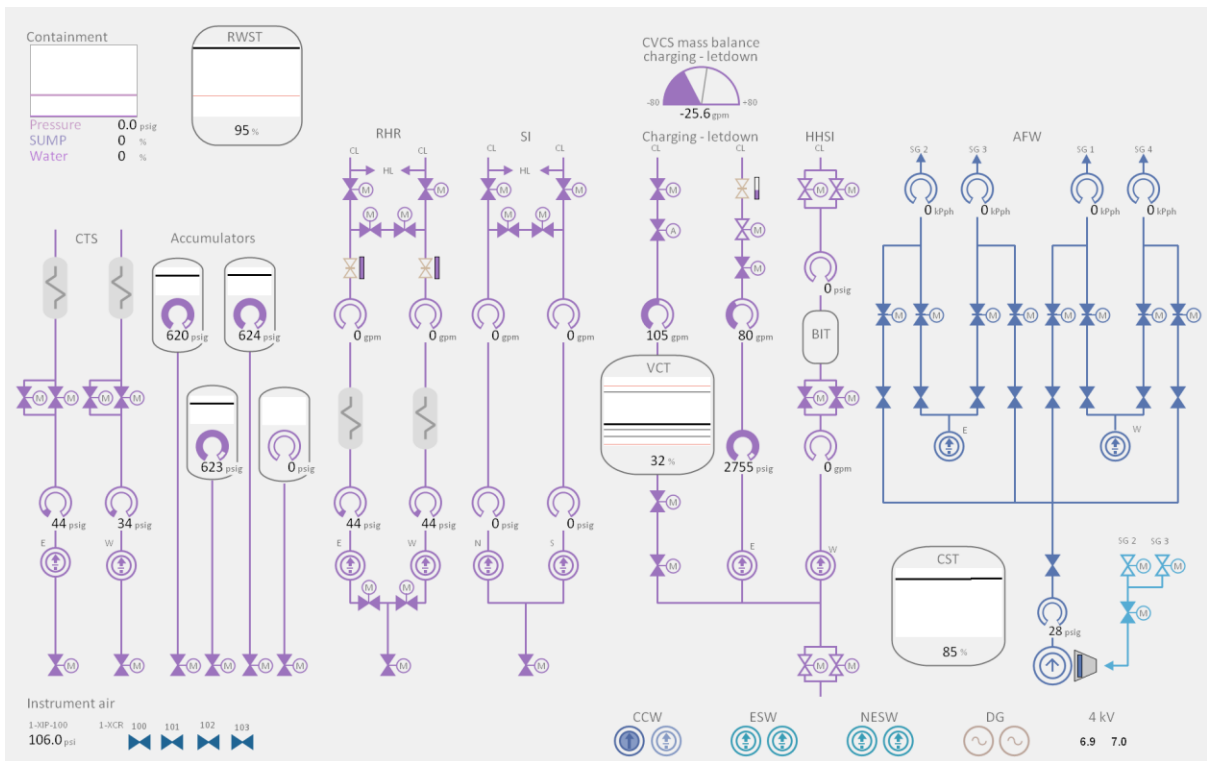 Containment
Pressure 0.0 psig
SUMP 0 %
Water 0 %
RWST
95 %
CVCS mass balance
charging - letdown
-80 +80
-25.6 gpm
RHR
CL CL
HL
SI
CL CL
HL
Charging - letdown
CL CL
HHSI
CL
AFW
SG 2 SG 3 SG 1 SG 4
0 kPph 0 kPph 0 kPph 0 kPph
M M M M
M M M M
A M
M
CTS
Accumulators
620 psig 624 psig
0 gpm 0 gpm 0 gpm 0 gpm
105 gpm 80 gpm
0 psig
BIT
M M M M M M
VCT
32 %
M M M M
M M
623 psig 0 psig
2755 psig
0 gpm
E W
44 psig 34 psig 44 psig 44 psig 0 psig 0 psig
M
E W E W N S E W
M M M
CST
85 %
SG 2 SG 3
M M
M
28 psig
M M M M M M M M M M
Instrument air
1-XIP-100
106.0 psi
1-XCR 100 101 102 103
CCW ESW NESW DG 4 kV
6.9 7.0